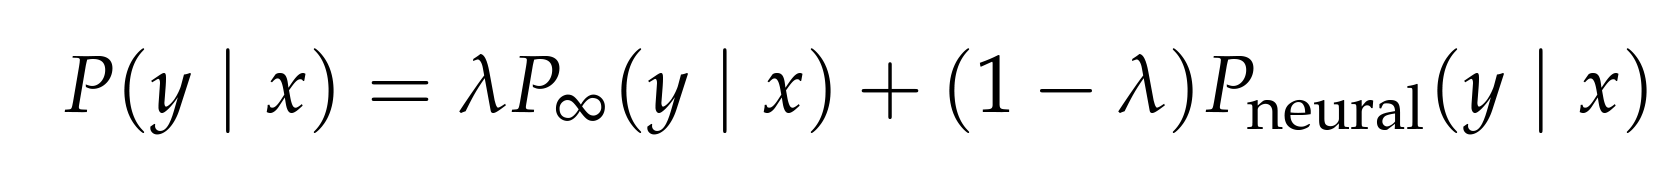 P(y | x) = λP∞(y | x) + (1 − λ)Pneural(y | x)